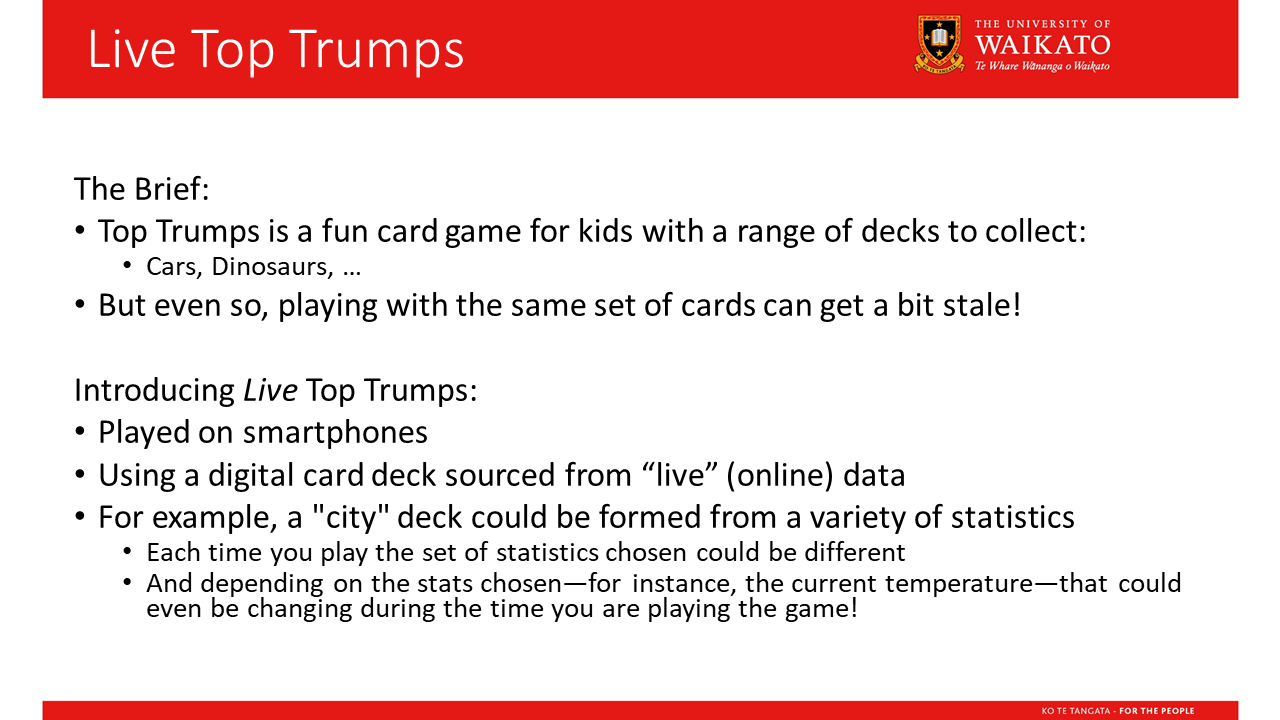 Live Top Trumps
THE UNIVERSITY OF
WAIKATO
Te Whare Wānanga o Waikato
KO TE TANGATA
The Brief:
• Top Trumps is a fun card game for kids with a range of decks to collect:
• Cars, Dinosaurs, …
• But even so, playing with the same set of cards can get a bit stale!
Introducing Live Top Trumps:
• Played on smartphones
• Using a digital card deck sourced from “live” (online) data
• For example, a "city" deck could be formed from a variety of statistics
• Each time you play the set of statistics chosen could be different
• And depending on the stats chosen—for instance, the current temperature—that could
even be changing during the time you are playing the game!
KO TE TANGATA - FOR THE PEOPLE